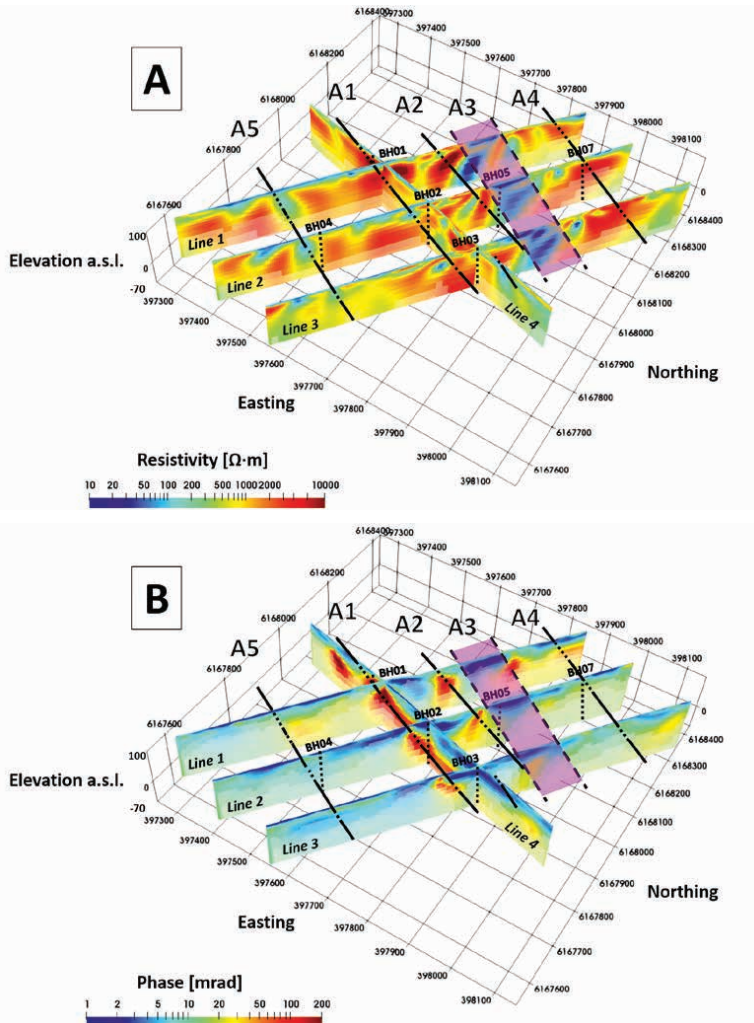 A
6168400
397300
397400
397500
397600
397700
397800
397900
398000
398100
6168200
6168000
6167800
6167600
A1
A2
A3
A4
A5
BH01
BH07
BH02
BH05
BH04
BH03
0
6168400
6168300
6168200
6168100
6168000
6167900
6167800
6167700
6167600
Elevation a.s.l.
100
0
-70
Line 1
Line 2
Line 3
Line 4
397300
397400
397500
397600
397700
397800
397900
398000
398100
Easting
Northing
Resistivity [Ω·m]
10 20 50 100 200 500 1000 2000 10000
B
6168400
397300
397400
397500
397600
397700
397800
397900
398000
398100
6168200
6168000
6167800
6167600
A1
A2
A3
A4
A5
BH01
BH07
BH02
BH05
BH04
BH03
0
6168400
6168300
6168200
6168100
6168000
6167900
6167800
6167700
6167600
Elevation a.s.l.
100
0
-70
Line 1
Line 2
Line 3
Line 4
397300
397400
397500
397600
397700
397800
397900
398000
398100
Easting
Northing
Phase [mrad]
1 2 5 10 20 50 100 200